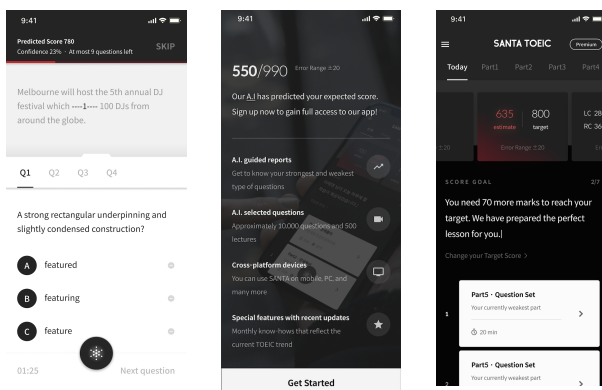 9:41
Predicted Score 780
Confidence 23% · At most 9 questions left
SKIP
Melbourne will host the 5th annual DJ
festival which ----1---- 100 DJs from
around the globe.
Q1 Q2 Q3 Q4
A strong rectangular underpinning and
slightly condensed construction?
A featured
B featuring
C feature
01:25
Next question
9:41
550/990 Error Range ±20
Our A.I has predicted your expected score.
Sign up now to gain full access to our app!
A.I. guided reports
Get to know your strongest and weakest
type of questions
A.I. selected questions
Approximately 10,000 questions and 500
lectures
Cross-platform devices
You can use SANTA on mobile, PC, and
many more
Special features with recent updates
Monthly know-hows that reflect the
current TOEIC trend
Get Started
9:41
SANTA TOEIC
Premium
Today Part1 Part2 Part3 Part4
±20
635 800
estimate target
Error Range ±20
LC 28
RC 36
Err
SCORE GOAL 2/7
You need 70 more marks to reach your
target. We have prepared the perfect
lesson for you.
Change your Target Score >
1
Part5 · Question Set
Your currently weakest part
20 min
2
Part5 · Question Set
Your currently weakest part